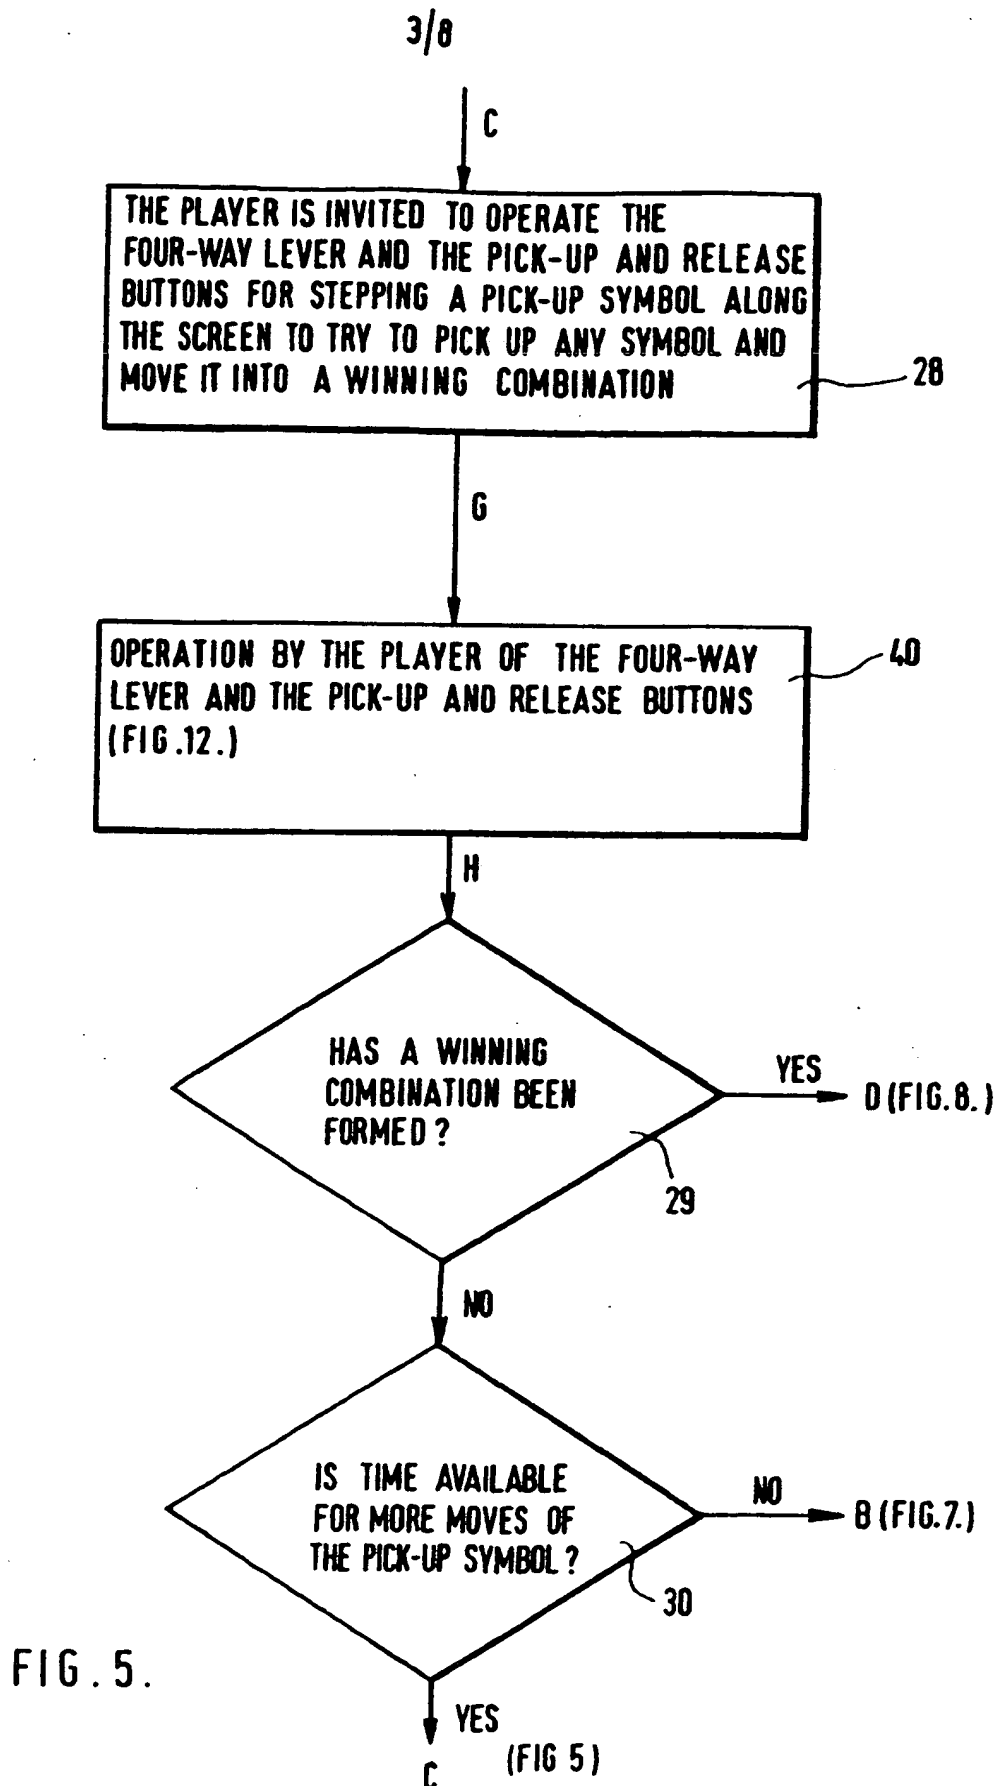 3/8
C
THE PLAYER IS INVITED TO OPERATE THE
FOUR-WAY LEVER AND THE PICK-UP AND RELEASE
BUTTONS FOR STEPPING A PICK-UP SYMBOL ALONG
THE SCREEN TO TRY TO PICK UP ANY SYMBOL AND
MOVE IT INTO A WINNING COMBINATION
28
G
OPERATION BY THE PLAYER OF THE FOUR-WAY
LEVER AND THE PICK-UP AND RELEASE BUTTONS
(FIG.12.)
40
H
HAS A WINNING
COMBINATION BEEN
FORMED?
YES
D (FIG.8.)
29
NO
IS TIME AVAILABLE
FOR MORE MOVES OF
THE PICK-UP SYMBOL?
NO
B (FIG.7.)
30
FIG. 5.
YES
(FIG 5)
C